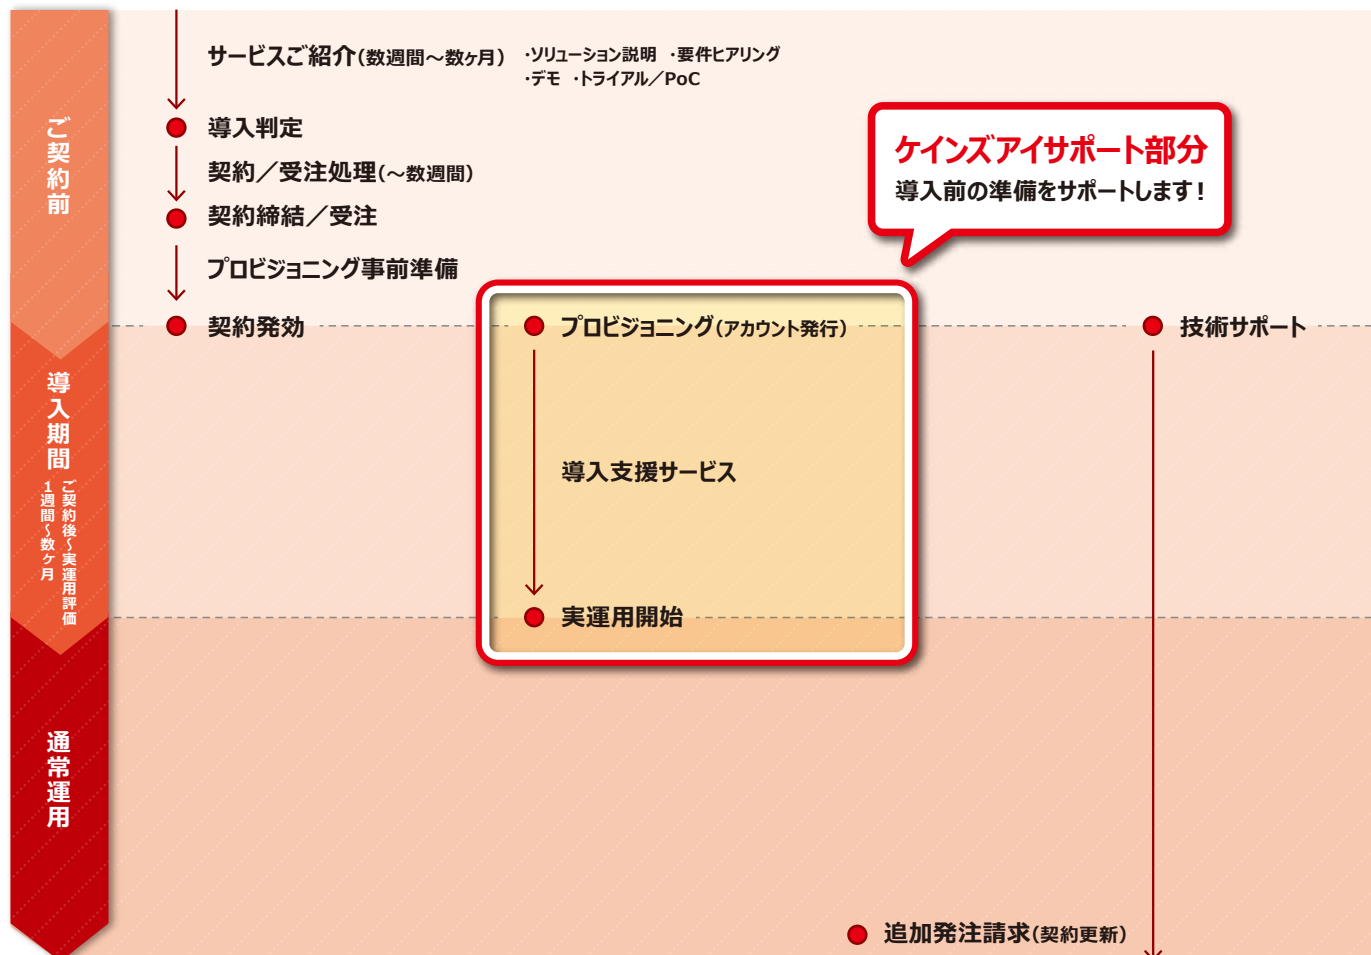 ご契約前
サービスご紹介(数週間～数ヶ月)
・ソリューション説明 ・要件ヒアリング
・デモ ・トライアル／PoC
導入判定
契約／受注処理(～数週間)
契約締結／受注
プロビジョニング事前準備
契約発効
ケインズアイサポート部分
導入前の準備をサポートします！
プロビジョニング(アカウント発行)
技術サポート
導入期間
ご契約後～実運用評価
1週間～数ケ月
導入支援サービス
実運用開始
通常運用
追加発注請求(契約更新)